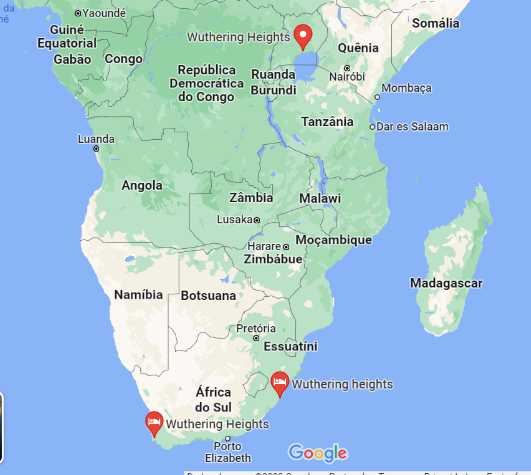 Yaoundé
Somália
Guiné
Equatorial
Gabão
Congo
Wuthering Heights
Quênia
República
Democrática
do Congo
Ruanda
Burundi
Nairóbi
Mombaça
Tanzânia
Dar es Salaam
Luanda
Angola
Zâmbia
Malawi
Lusaka
Harare
Moçambique
Zimbábue
Namíbia
Botsuana
Madagascar
Pretória
Essuatíni
Wuthering heights
África
do Sul
Wuthering Heights
Porto
Elizabeth
Google